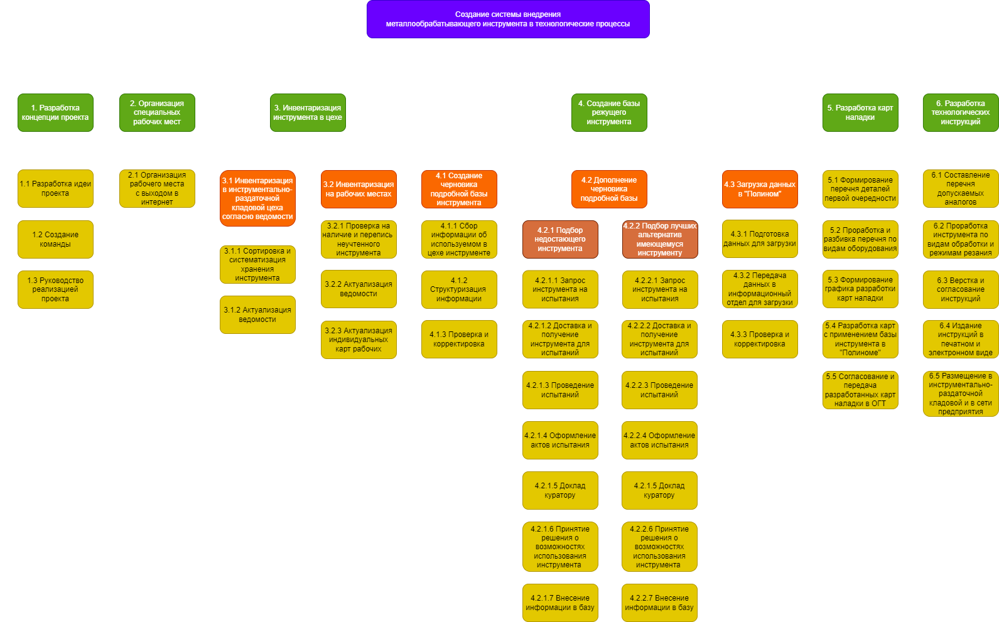 Создание системы внедрения
металлообрабатывающего инструмента в технологические процессы
1. Разработка
концепции проекта
2. Организация
специальных
рабочих мест
3. Инвентаризация
инструмента в цехе
4. Создание базы
режущего
инструмента
5. Разработка карт
наладки
6. Разработка
технологических
инструкций
1.1 Разработка идеи
проекта
1.2 Создание
команды
1.3 Руководство
реализацией
проекта
2.1 Организация
рабочего места
с выходом в
интернет
3.1 Инвентаризация
в инструментально-
раздаточной
кладовой цеха
согласно ведомости
3.1.1 Сортировка и
систематизация
хранения
инструмента
3.1.2 Актуализация
ведомости
3.2 Инвентаризация
на рабочих местах
3.2.1 Проверка на
наличие и перепись
неучтенного
инструмента
3.2.2 Актуализация
ведомости
3.2.3 Актуализация
индивидуальных
карт рабочих
4.1 Создание
черновика
подробной базы
инструмента
4.1.1 Сбор
информации об
используемом в
цехе инструменте
4.1.2
Структуризация
информации
4.1.3 Проверка и
корректировка
4.2 Дополнение
черновика
подробной базы
4.2.1 Подбор
недостающего
инструмента
4.2.1.1 Запрос
инструмента на
испытания
4.2.1.2 Доставка и
получение
инструмента для
испытаний
4.2.1.3 Проведение
испытаний
4.2.1.4 Оформление
актов испытания
4.2.1.5 Доклад
куратору
4.2.1.6 Принятие
решения о
возможностях
использования
инструмента
4.2.1.7 Внесение
информации в базу
4.2.2 Подбор лучших
альтернатив
имеющемуся
инструменту
4.2.2.1 Запрос
инструмента на
испытания
4.2.2.2 Доставка и
получение
инструмента для
испытаний
4.2.2.3 Проведение
испытаний
4.2.2.4 Оформление
актов испытания
4.2.1.5 Доклад
куратору
4.2.2.6 Принятие
решения о
возможностях
использования
инструмента
4.2.2.7 Внесение
информации в базу
4.3 Загрузка данных
в "Полином"
4.3.1 Подготовка
данных для загрузки
4.3.2 Передача
данных в
информационный
отдел для загрузки
4.3.3 Проверка и
корректировка
5.1 Формирование
перечня деталей
первой очередности
5.2 Проработка и
разбивка перечня по
видам оборудования
5.3 Формирование
графика разработки
карт наладки
5.4 Разработка карт
с применением базы
инструмента в
"Полиноме"
5.5 Согласование и
передача
разработанных карт
наладки в ОГТ
6.1 Составление
перечня
допускаемых
аналогов
6.2 Проработка
инструмента по
видам обработки и
режимам резания
6.3 Верстка и
согласование
инструкций
6.4 Издание
инструкций в
печатном и
электронном виде
6.5 Размещение в
инструментально-
раздаточной
кладовой и в сети
предприятия